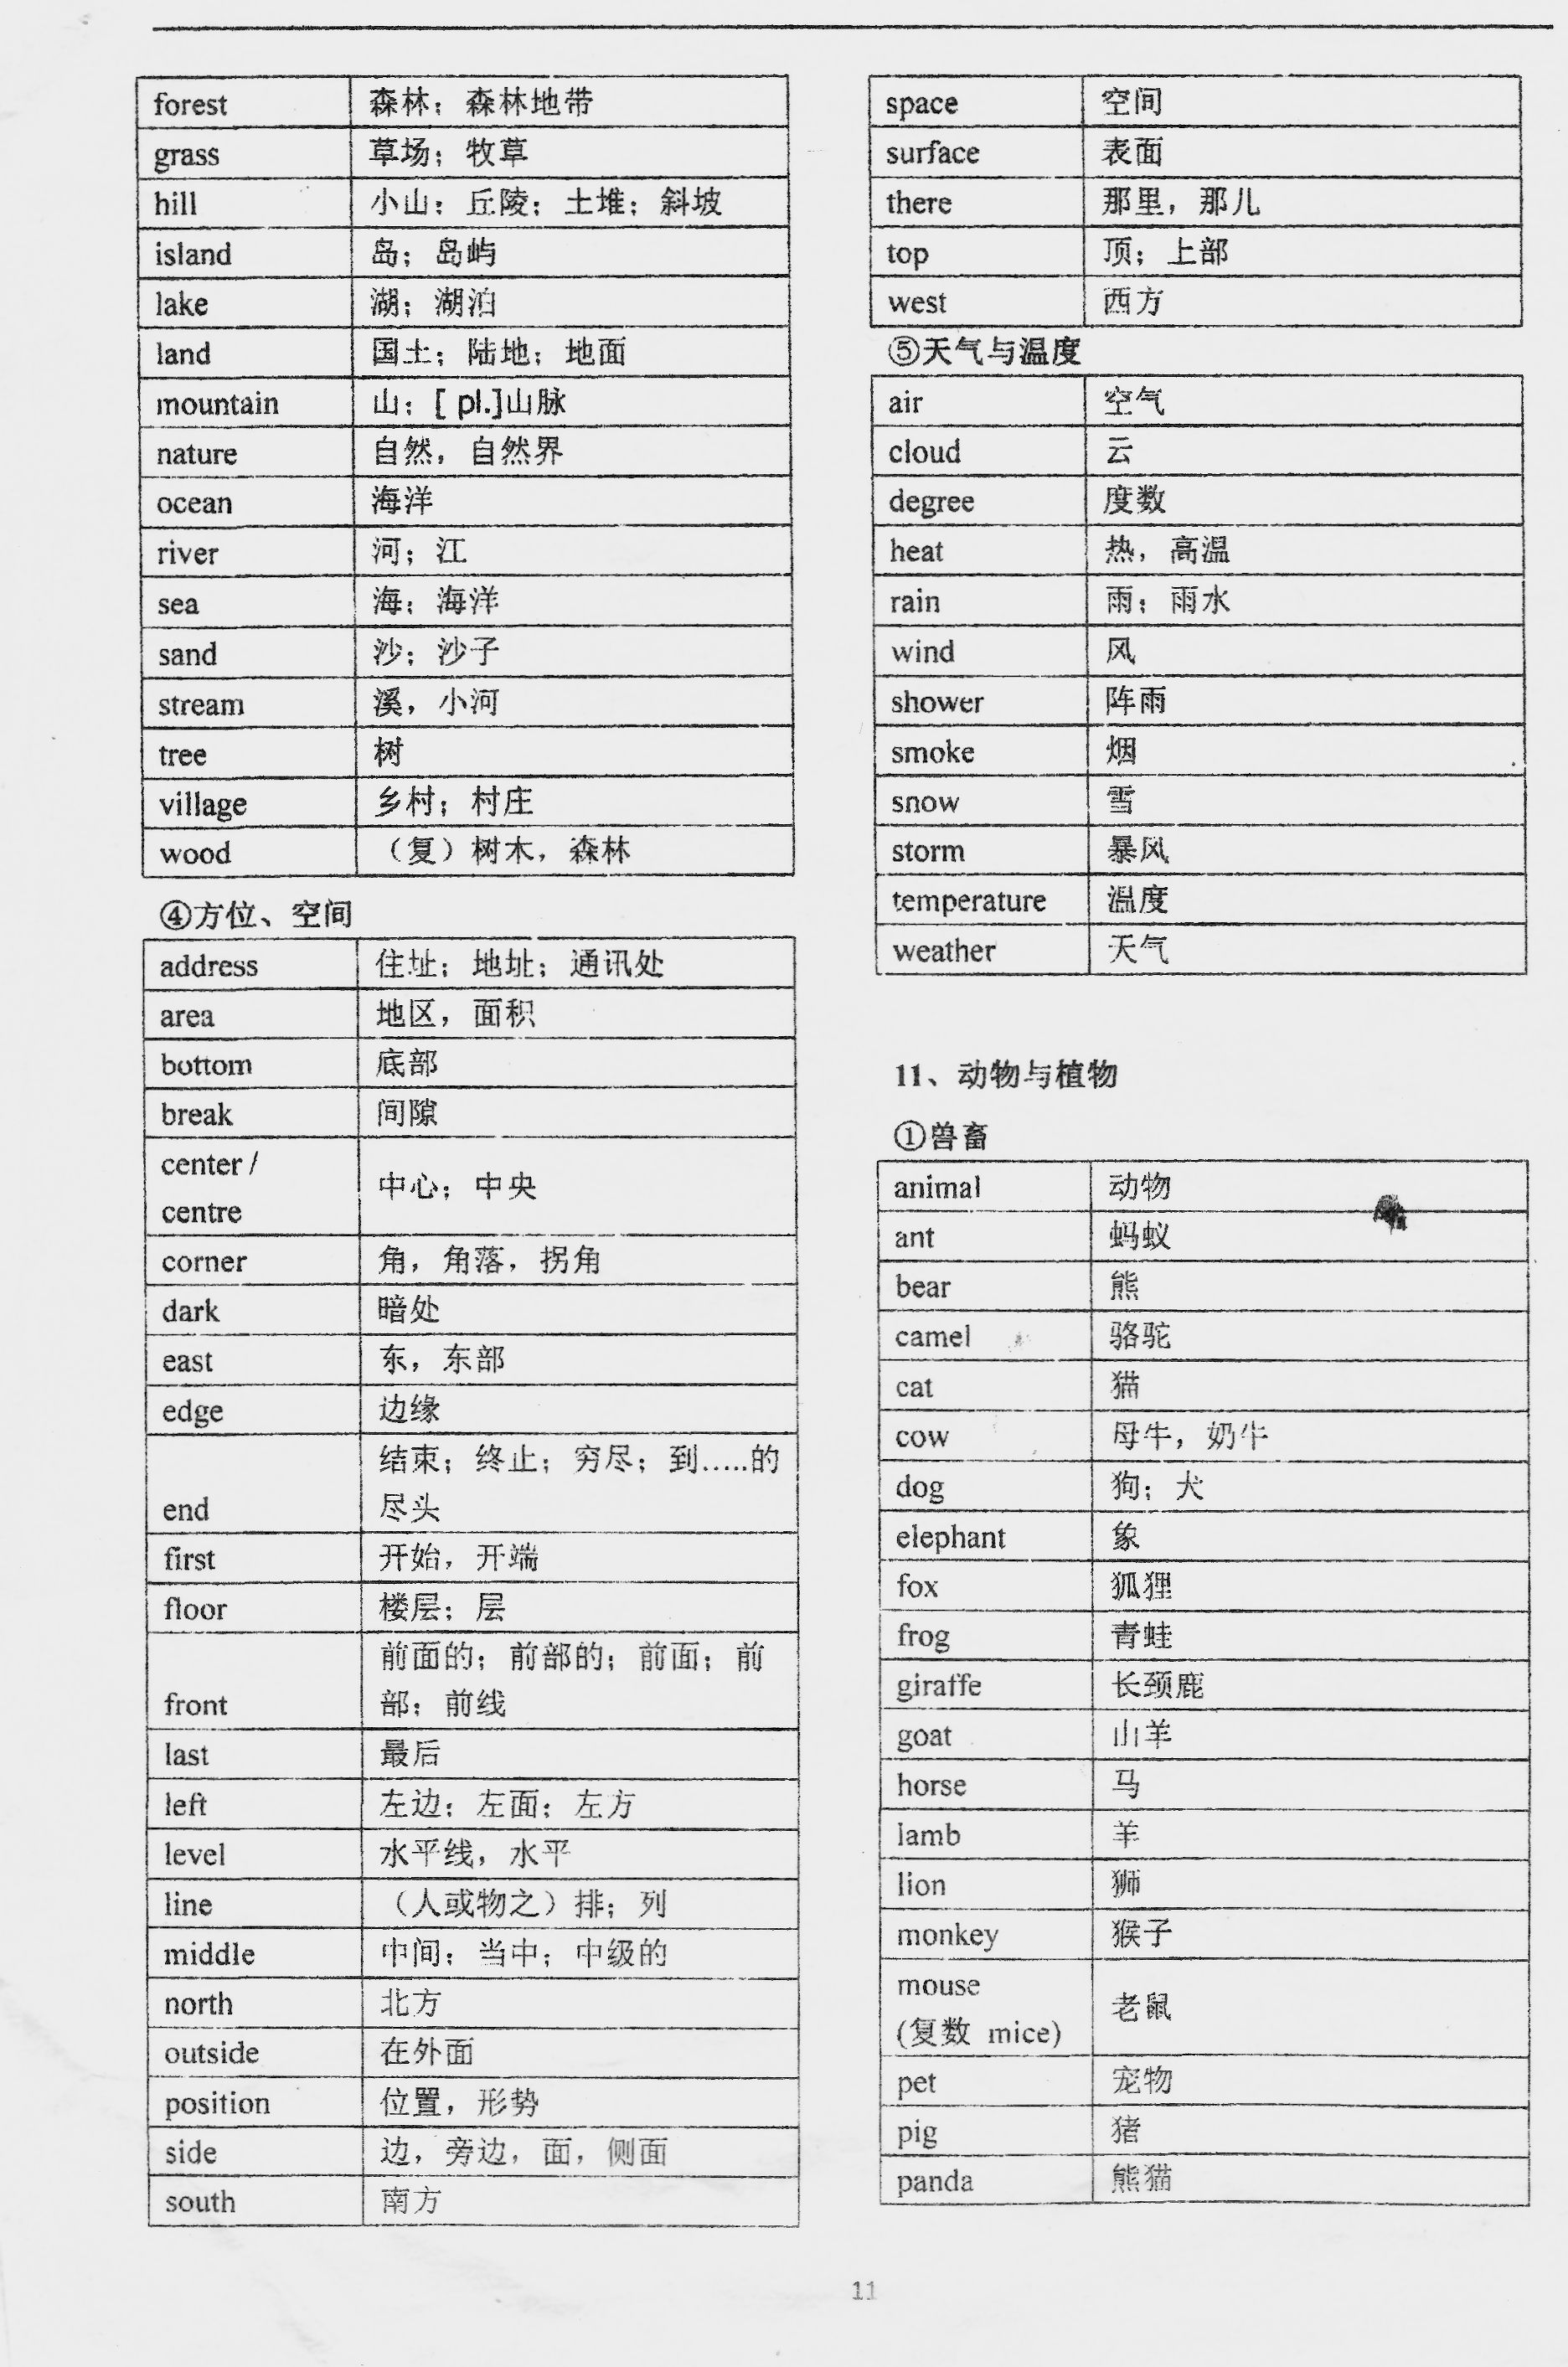 forest 森林；森林地带
grass 草场；牧草
hill 小山；丘陵；土堆；斜坡
island 岛；岛屿
lake 湖；湖泊
land 国土；陆地；地面
mountain 山；[ pl.]山脉
nature 自然，自然界
ocean 海洋
river 河；江
sea 海；海洋
sand 沙；沙子
stream 溪，小河
tree 树
village 乡村；村庄
wood （复）树木，森林
④方位、空间
address 住址；地址；通讯处
area 地区，面积
bottom 底部
break 间隙
center /
centre 中心；中央
corner 角，角落，拐角
dark 暗处
east 东，东部
edge 边缘
end 结束；终止；穷尽；到.....的
尽头
first 开始，开端
floor 楼层；层
front 前面的；前部的；前面；前
部；前线
last 最后
left 左边；左面；左方
level 水平线，水平
line （人或物之）排；列
middle 中间；当中；中级的
north 北方
outside 在外面
position 位置，形势
side 边，旁边，面，侧面
south 南方
space 空间
surface 表面
there 那里，那儿
top 顶；上部
west 西方
⑤天气与温度
air 空气
cloud 云
degree 度数
heat 热，高温
rain 雨；雨水
wind 风
shower 阵雨
smoke 烟
snow 雪
storm 暴风
temperature 温度
weather 天气
11、动物与植物
①兽畜
animal 动物
ant 蚂蚁
bear 熊
camel 骆驼
cat 猫
cow 母牛，奶牛
dog 狗；犬
elephant 象
fox 狐狸
frog 青蛙
giraffe 长颈鹿
goat 山羊
horse 马
lamb 羊
lion 狮
monkey 猴子
mouse
(复数 mice) 老鼠
pet 宠物
pig 猪
panda 熊猫
11